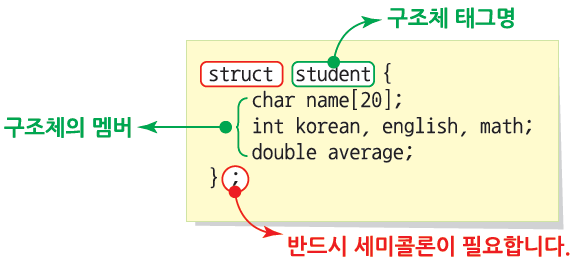 구조체 태그명
struct student {
char name[20];
int korean, english, math;
구조체의 멤버
double average;
} ;
반드시 세미콜론이 필요합니다.